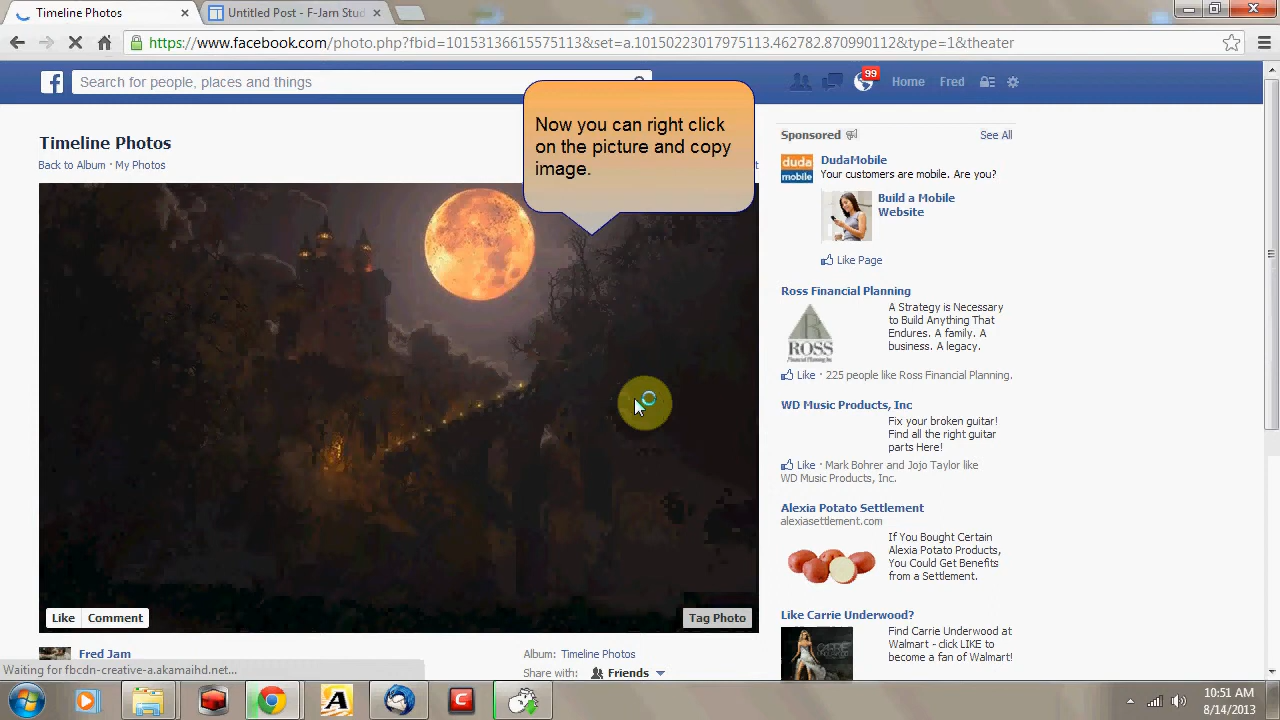 Timeline Photos
Untitled Post - F-Jam Stud
https://www.facebook.com/photo.php?fbid=10153136615575113&set=a.10150223017975113.462782.870990112&type=1&theater
Search for people, places and things
99
Home
Fred
Now you can right click
on the picture and copy
image.
Timeline Photos
Back to Album · My Photos
Sponsored
See All
duda
mobile
DudaMobile
Your customers are mobile. Are you?
Build a Mobile
Website
Like Page
Ross Financial Planning
A Strategy is Necessary
to Build Anything That
Endures. A family. A
business. A legacy.
R
ROSS
Financial Planning Inc
Like · 225 people like Ross Financial Planning.
WD Music Products, Inc
Fix your broken guitar!
Find all the right guitar
parts Here!
Like · Mark Bohrer and Jojo Taylor like
WD Music Products, Inc.
Alexia Potato Settlement
alexiasettlement.com
If You Bought Certain
Alexia Potato Products,
You Could Get Benefits
from a Settlement.
Like Carrie Underwood?
Find Carrie Underwood at
Walmart - click LIKE to
become a fan of Walmart!
CARRIE
UNDERWOOD
Like
Comment
Tag Photo
Fred Jam
Album: Timeline Photos
Share with: Friends
Waiting for fbcdn-creative-a.akamaihd.net...
10:51 AM
8/14/2013